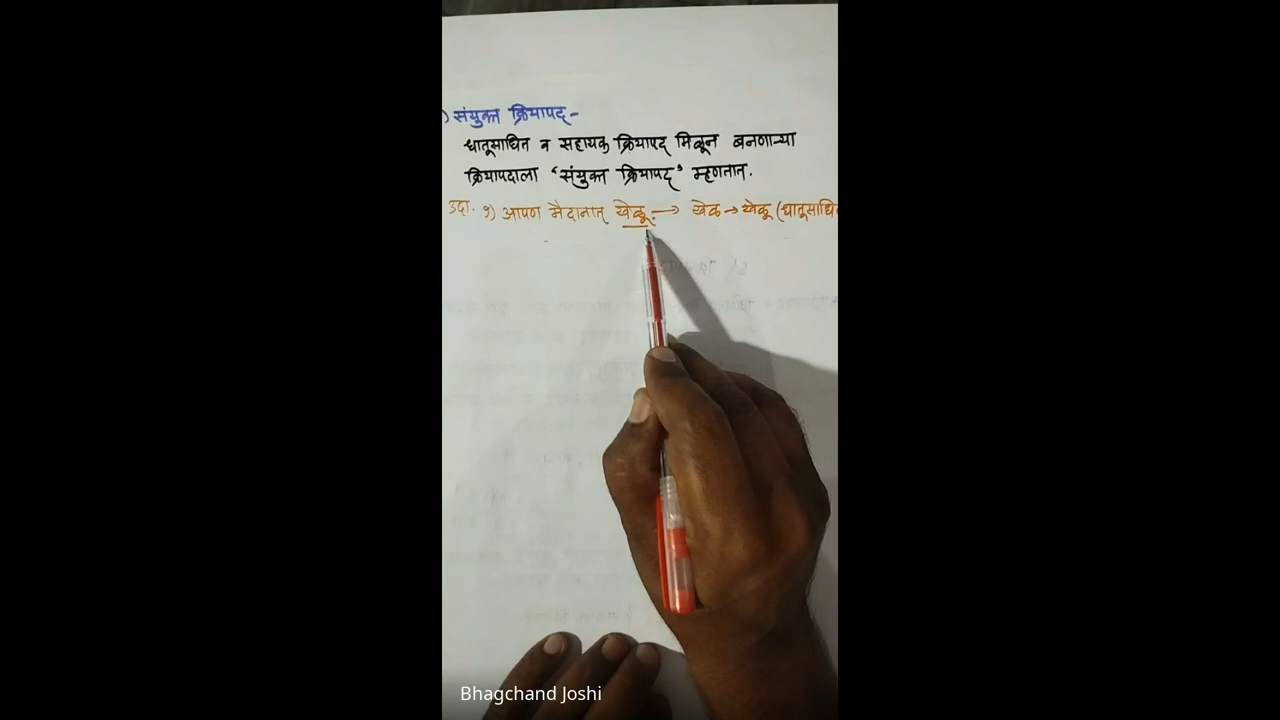 ) संयुक्त क्रियापद -
धातूसाधित व सहायक क्रियापद मिळून बनणाऱ्या
क्रियापदाला "संयुक्त क्रियापद" म्हणतात.
उदा. १) आपण मैदानात खेळू. → खेळ → खेळू (धातूसाधित
Bhagchand Joshi